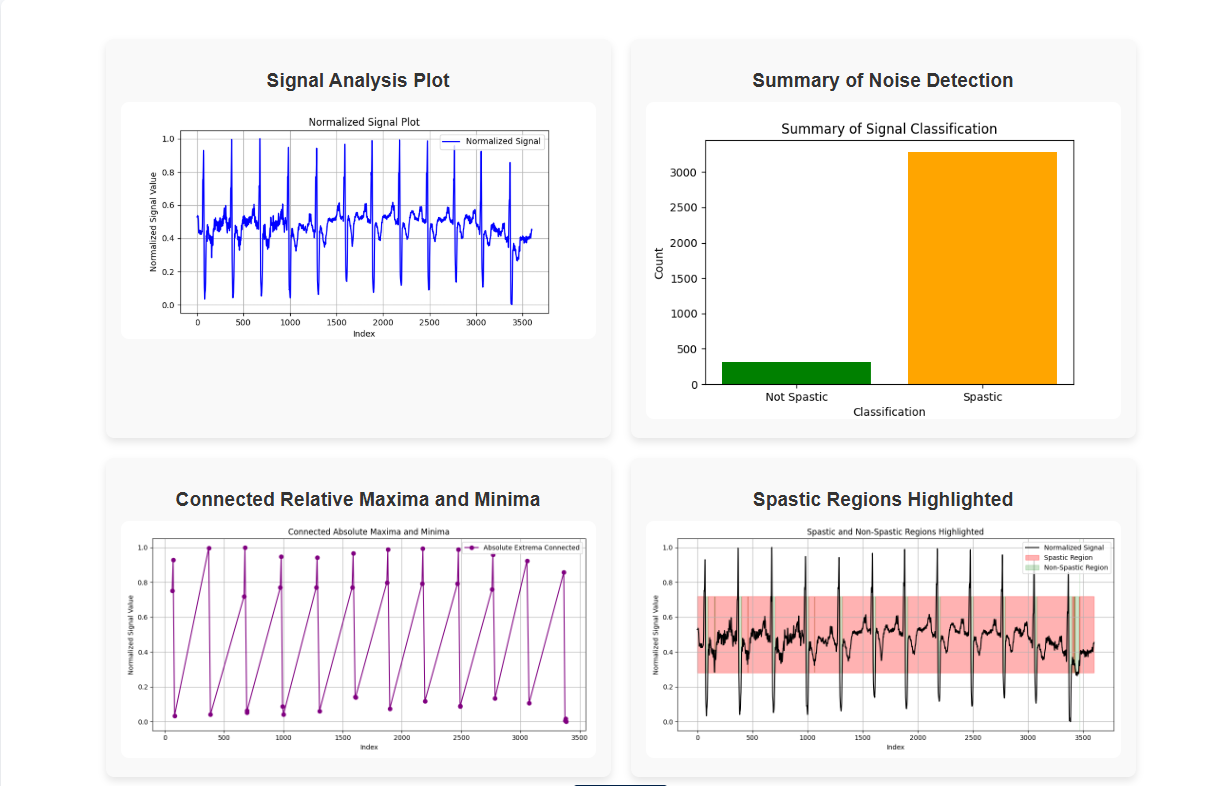 Signal Analysis Plot
Normalized Signal Plot
Normalized Signal
Normalized Signal Value
1.0
0.8
0.6
0.4
0.2
0.0
0 500 1000 1500 2000 2500 3000 3500
Index
Summary of Noise Detection
Summary of Signal Classification
Count
3000
2500
2000
1500
1000
500
0
Not Spastic Spastic
Classification
Connected Relative Maxima and Minima
Connected Absolute Maxima and Minima
Absolute Extrema Connected
Normalized Signal Value
1.0
0.8
0.6
0.4
0.2
0.0
0 500 1000 1500 2000 2500 3000 3500
Index
Spastic Regions Highlighted
Spastic and Non-Spastic Regions Highlighted
Normalized Signal
Spastic Region
Non-Spastic Region
Normalized Signal Value
1.0
0.8
0.6
0.4
0.2
0.0
0 500 1000 1500 2000 2500 3000 3500
Index